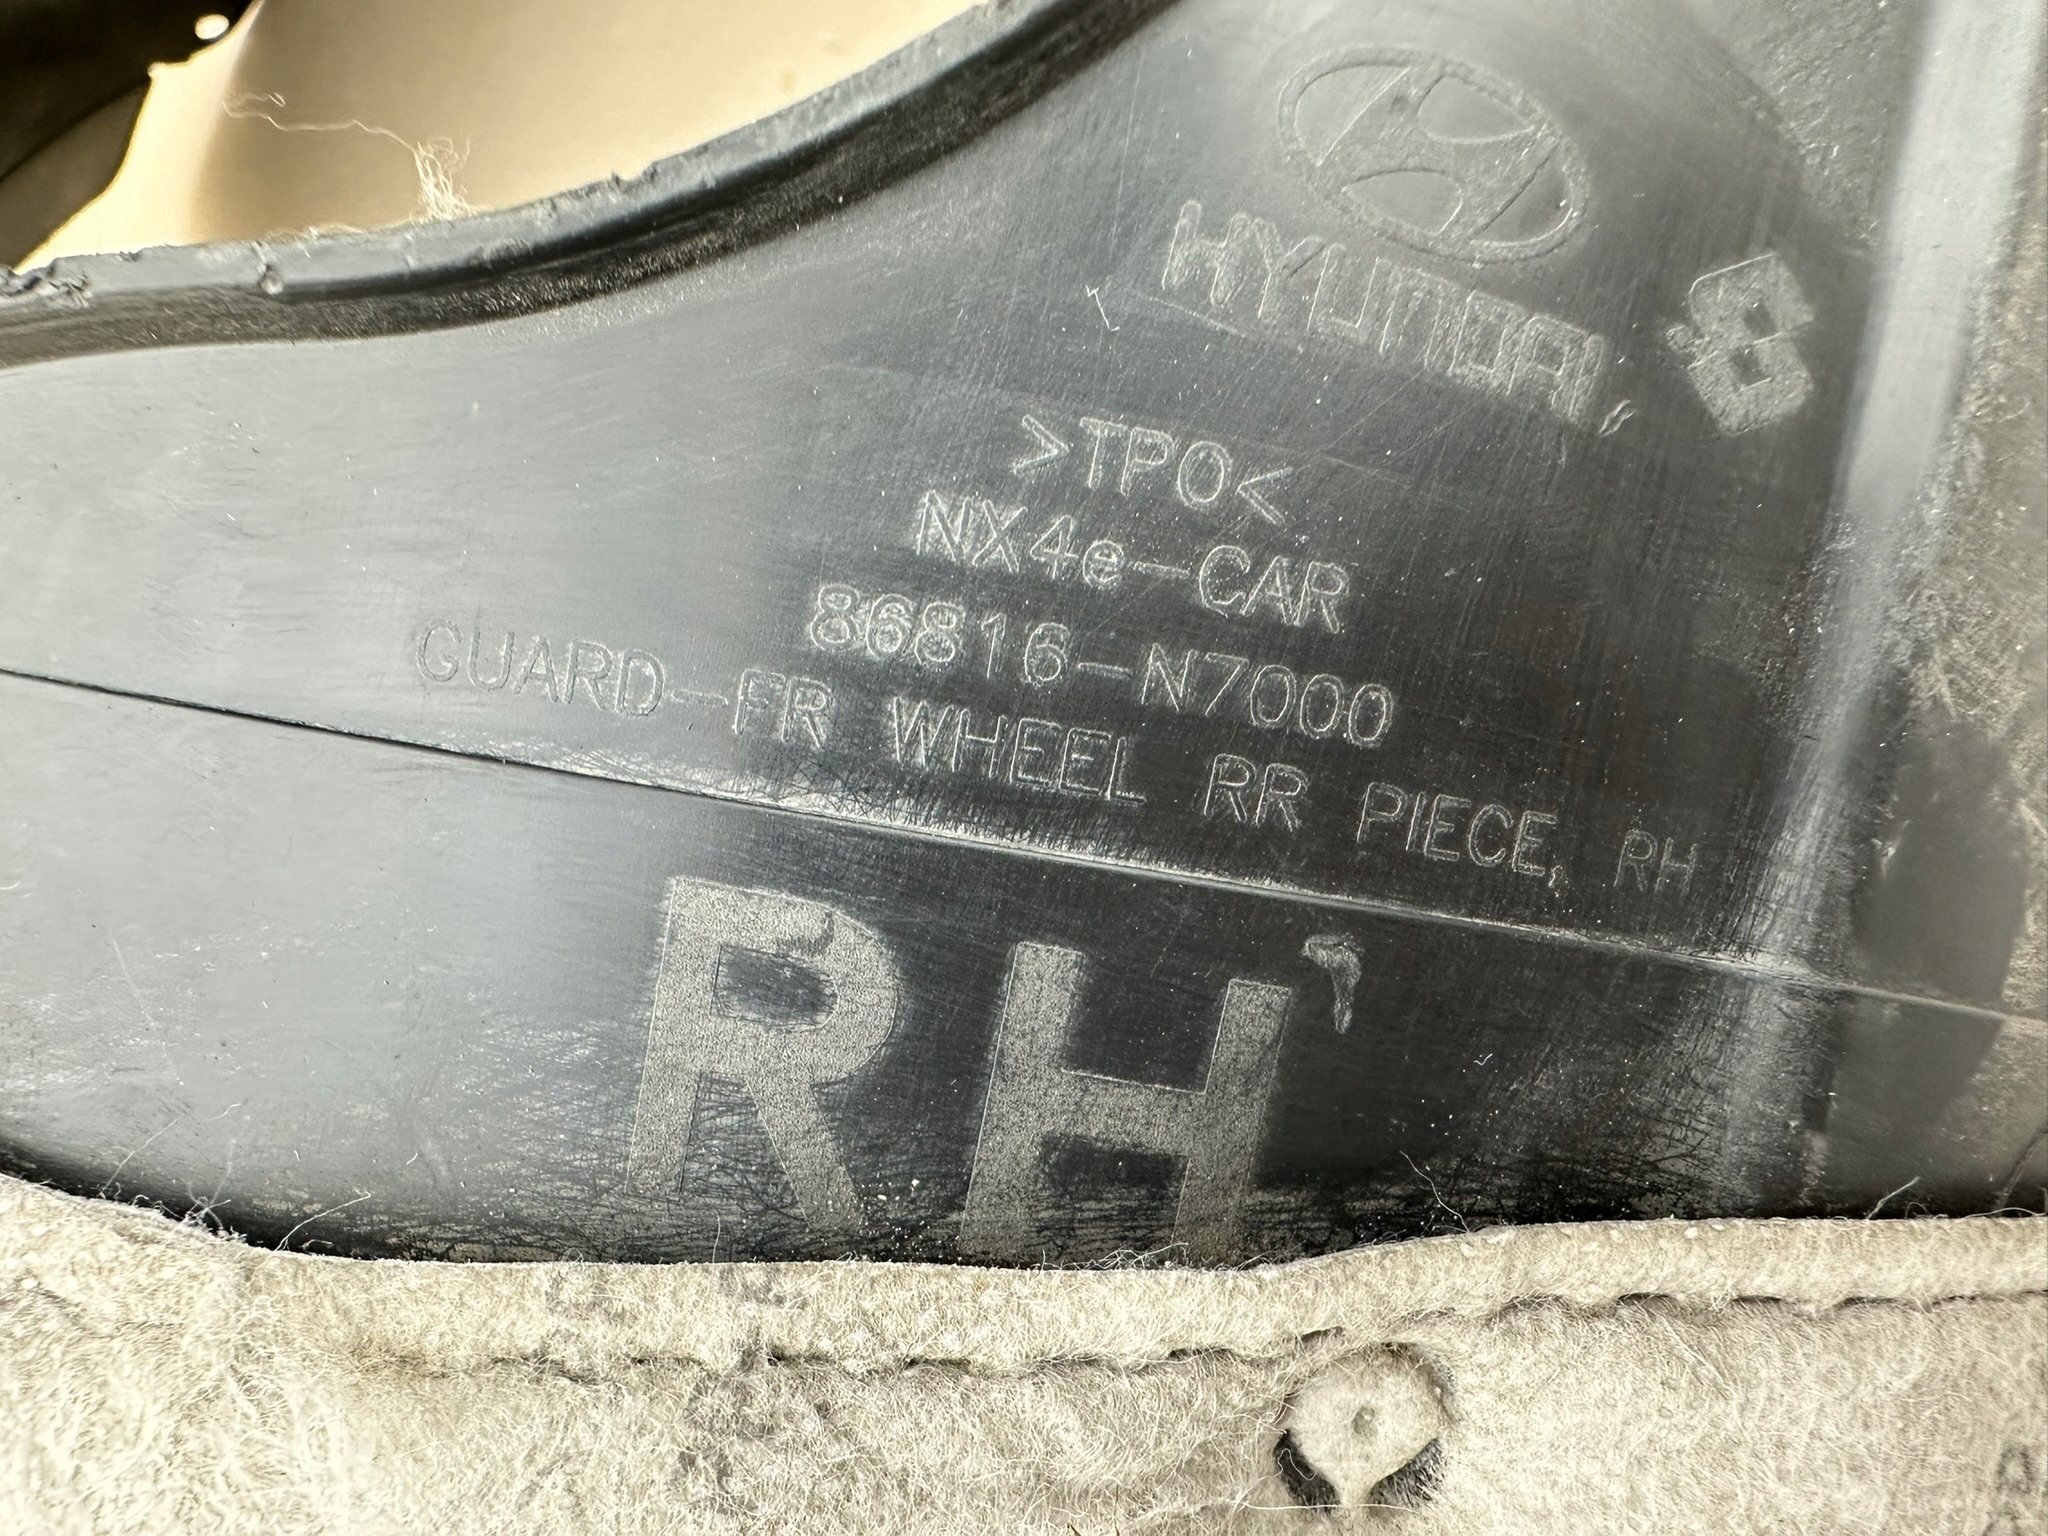 HYUNDAI
>TPO<
NX4e-CAR
86816-N7000
GUARD-FR WHEEL RR PIECE, RH
RH